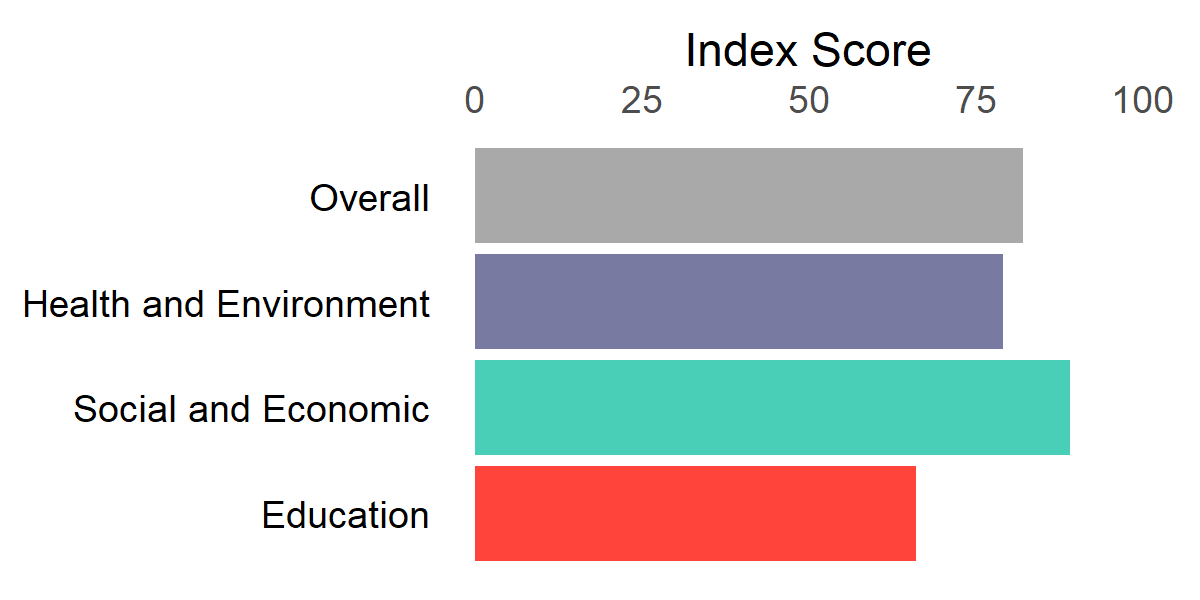 Index Score
0 25 50 75 100
Overall
Health and Environment
Social and Economic
Education